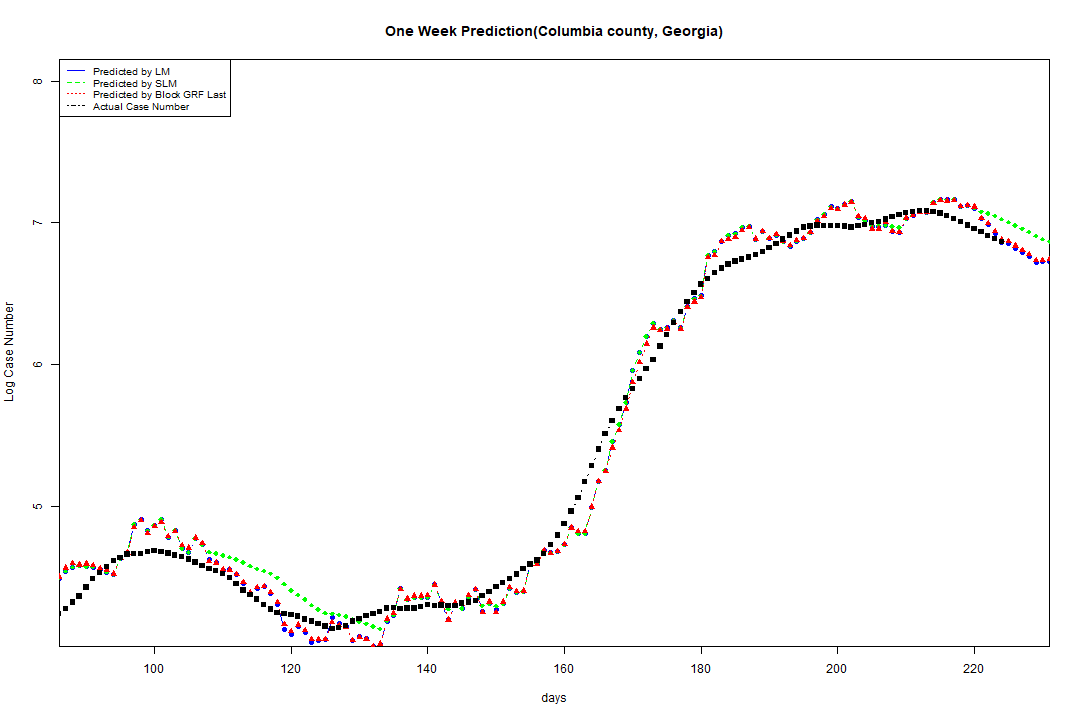 One Week Prediction(Columbia county, Georgia)
Predicted by LM
Predicted by SLM
Predicted by Block GRF Last
Actual Case Number
8
7
6
5
Log Case Number
100 120 140 160 180 200 220
days